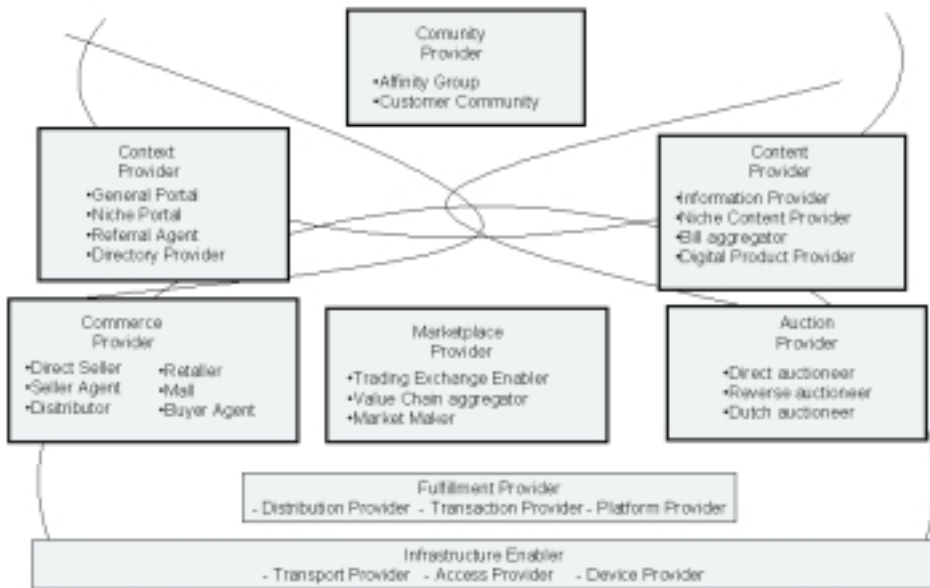 Comunity
Provider
•Affinity Group
•Customer Community
Context
Provider
•General Portal
•Niche Portal
•Referral Agent
•Directory Provider
Content
Provider
•Information Provider
•Niche Content Provider
•Bill aggregator
•Digital Product Provider
Commerce
Provider
•Direct Seller
•Seller Agent
•Disitributor
•Retailer
•Mall
•Buyer Agent
Marketplace
Provider
•Trading Exchange Enabler
•Value Chain aggregator
•Market Maker
Auction
Provider
•Direct auctioneer
•Reverse auctioneer
•Dutch auctioneer
Fulfillment Provider
- Distribution Provider - Transaction Provider - Platform Provider
Infrastructure Enabler
- Transport Provider - Access Provider - Device Provider